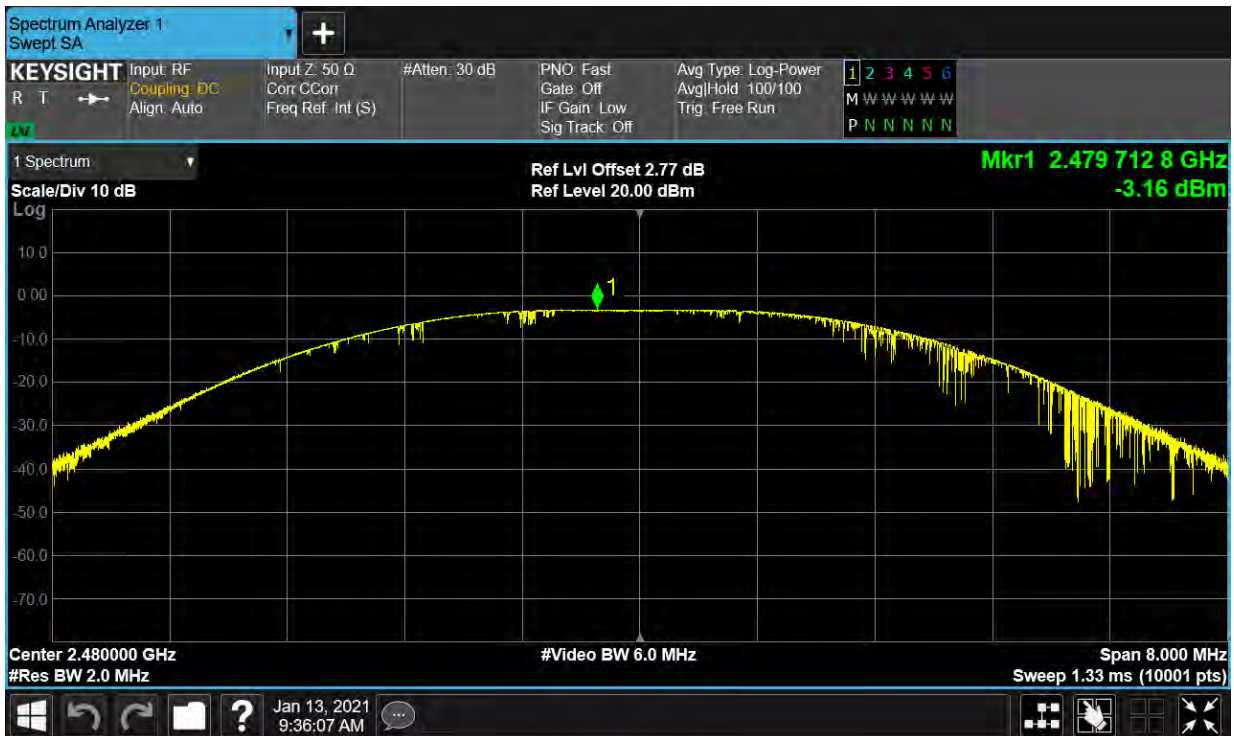 Spectrum Analyzer 1
Swept SA
+
KEYSIGHT
R T
LXI
Input: RF
Coupling: DC
Align: Auto
Input Z: 50 Ω
Corr CCorr
Freq Ref: Int (S)
#Atten: 30 dB
PNO: Fast
Gate: Off
IF Gain: Low
Sig Track: Off
Avg Type: Log-Power
Avg|Hold: 100/100
Trig: Free Run
1 2 3 4 5 6
M W W W W W
P N N N N N
1 Spectrum
Scale/Div 10 dB
Log
Ref Lvl Offset 2.77 dB
Ref Level 20.00 dBm
Mkr1 2.479 712 8 GHz
-3.16 dBm
10.0
0.00
-10.0
-20.0
-30.0
-40.0
-50.0
-60.0
-70.0
1
Center 2.480000 GHz
#Res BW 2.0 MHz
#Video BW 6.0 MHz
Span 8.000 MHz
Sweep 1.33 ms (10001 pts)
?
Jan 13, 2021
9:36:07 AM